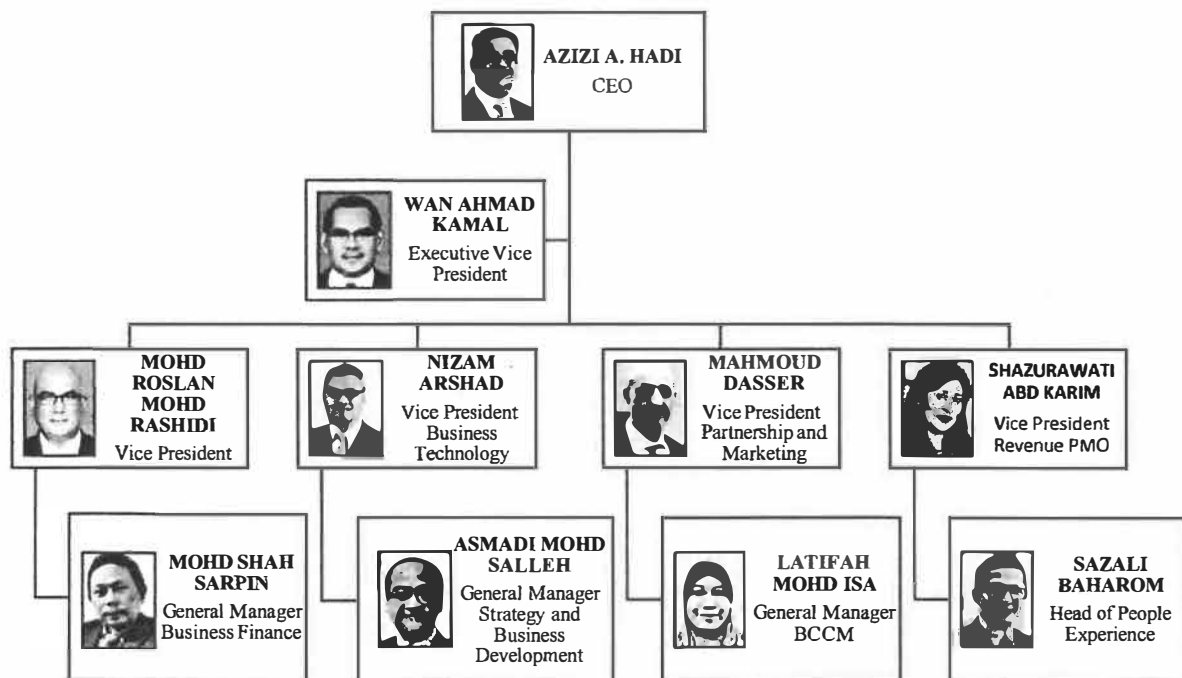 AZIZI A. HADI
CEO
WAN AHMAD
KAMAL
Executive Vice
President
MOHD
ROSLAN
MOHD
RASHIDI
Vice President
NIZAM
ARSHAD
Vice President
Business
Technology
MAHMOUD
DASSER
Vice President
Partnership and
Marketing
SHAZURAWATI
ABD KARIM
Vice President
Revenue PMO
MOHD SHAH
SARPIN
General Manager
Business Finance
ASMADI MOHD
SALLEH
General Manager
Strategy and
Business
Development
LATIFAH
MOHD ISA
General Manager
BCCM
SAZALI
BAHAROM
Head of People
Experience